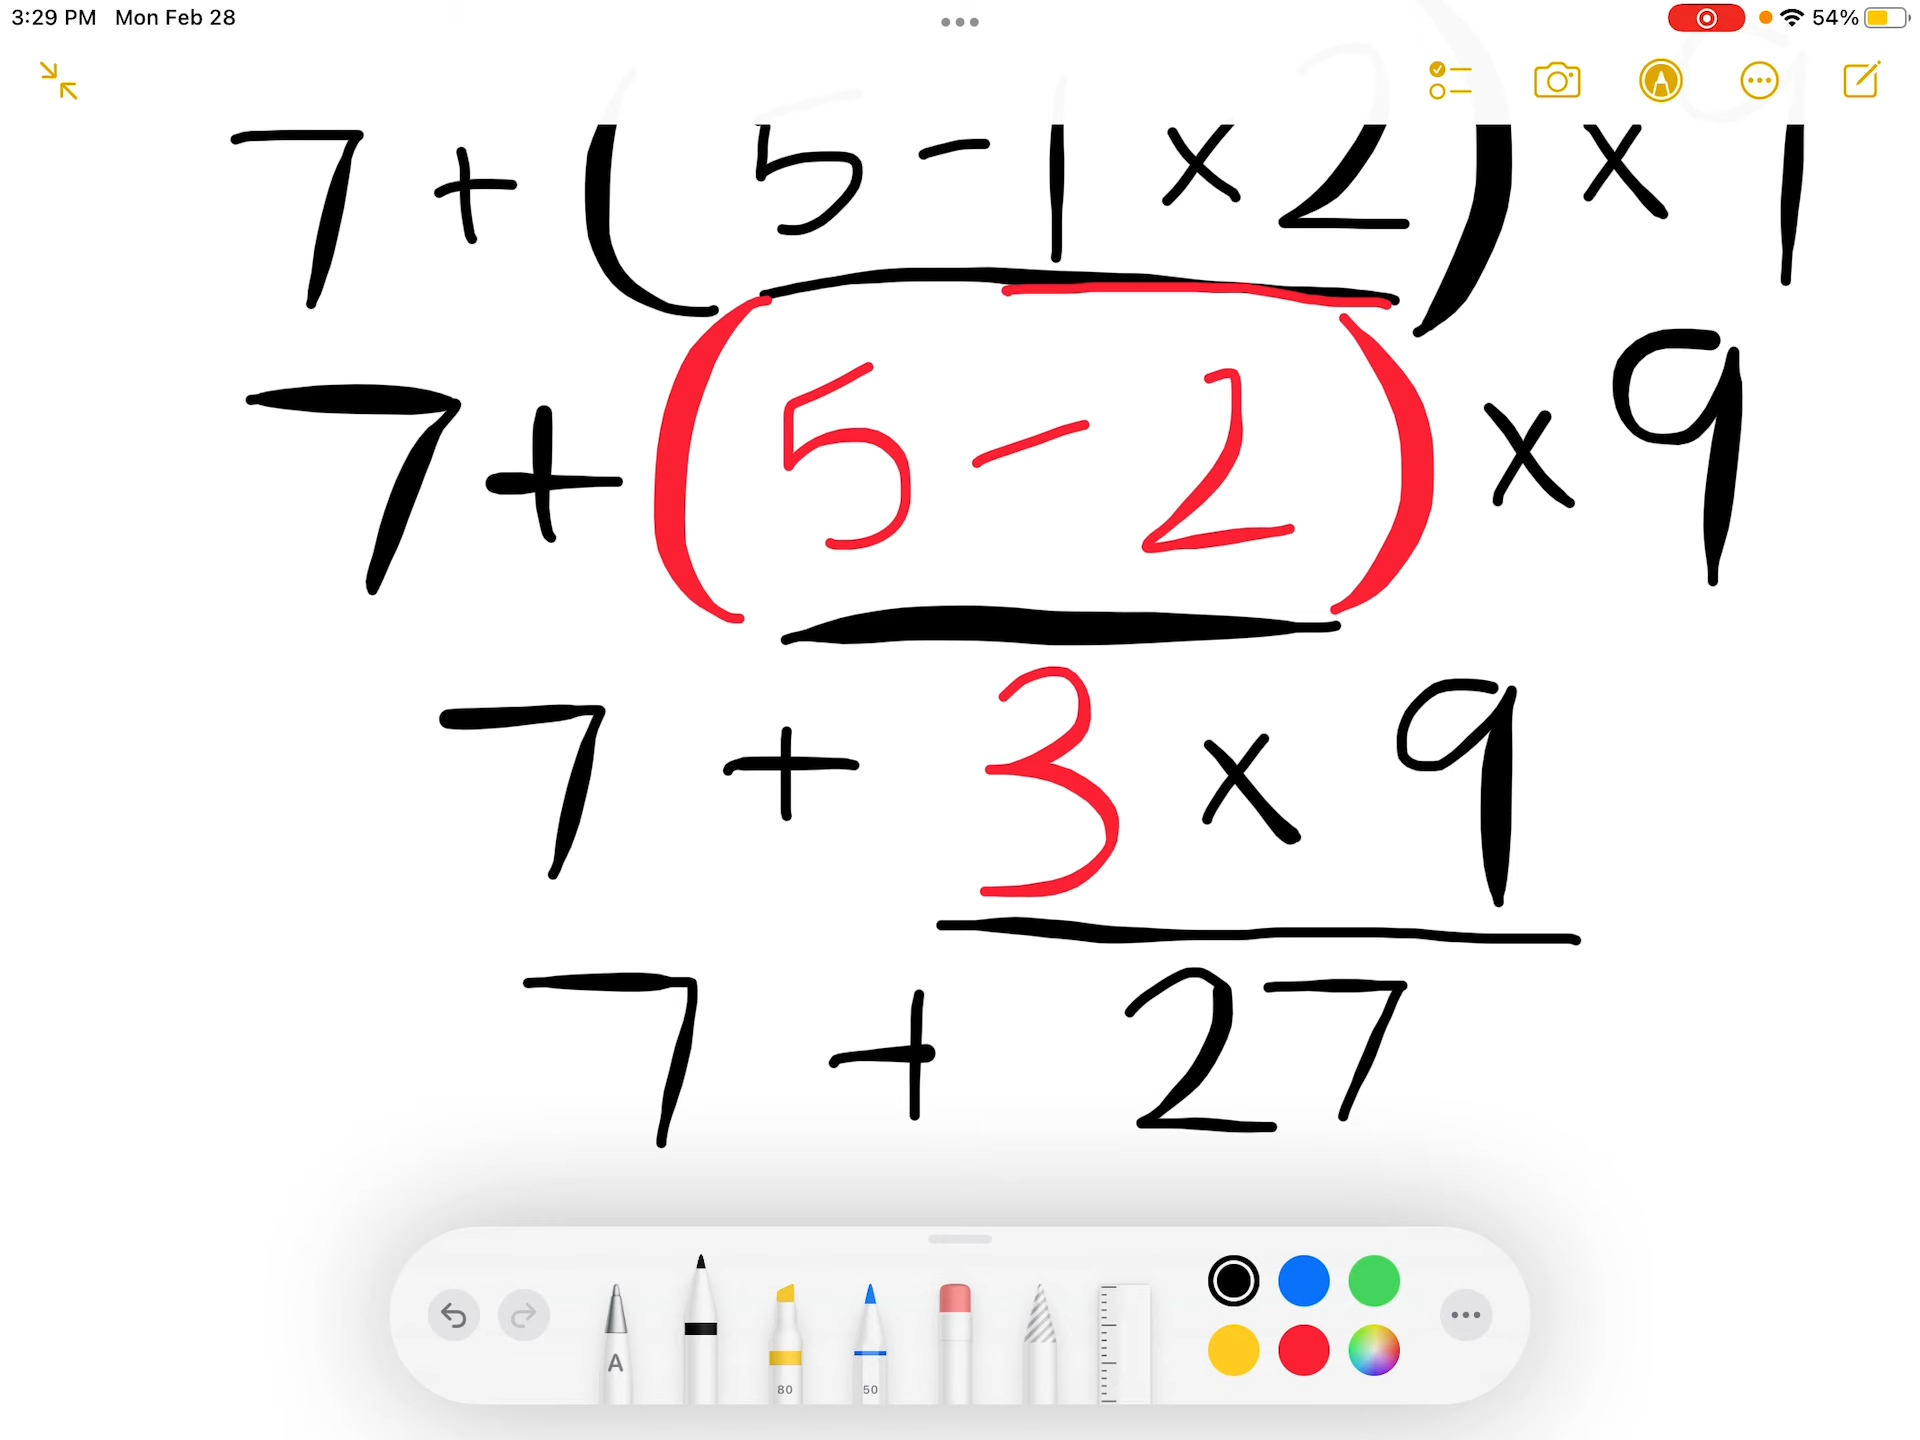 3:29 PM Mon Feb 28 54%
7 + ( 5 - 1 × 2 ) × 9
7 + ( 5 - 2 ) × 9
7 + 3 × 9
7 + 27
A 80 50